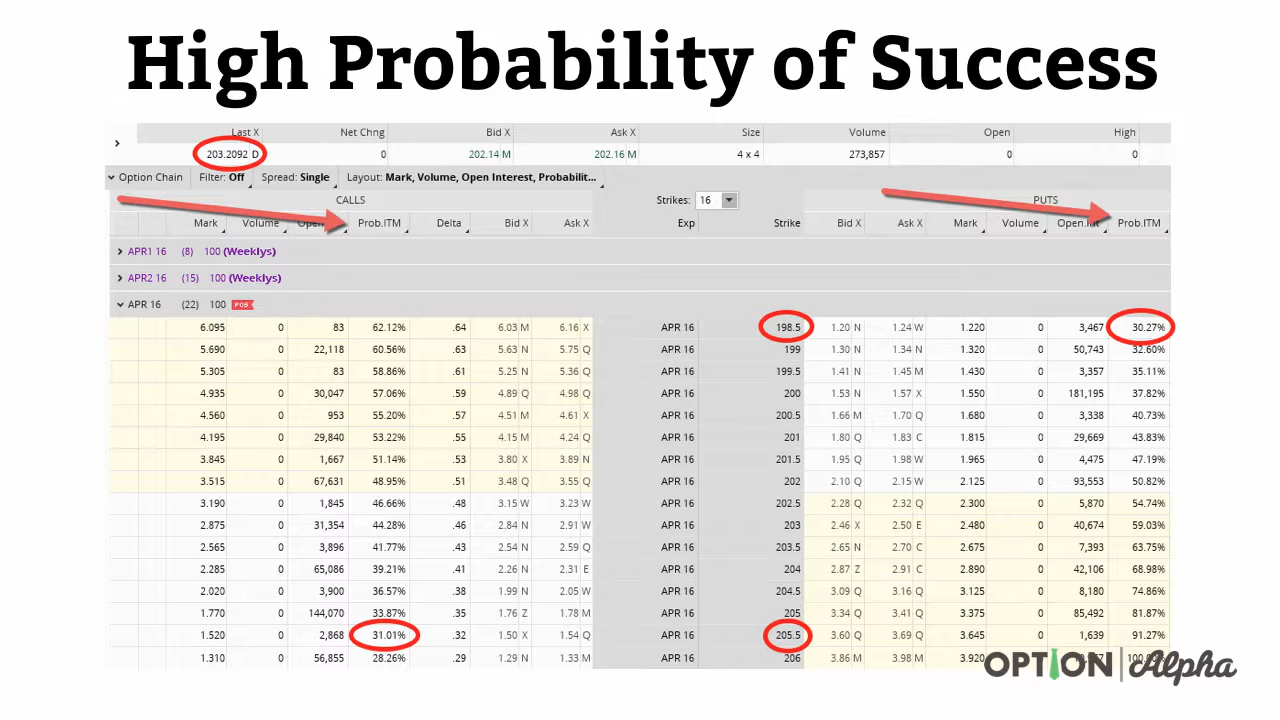 High Probability of Success
Last X Net Chng Bid X Ask X Size Volume Open High
203.2092 D 0 202.14 M 202.16 M 4 x 4 273,857 0 0
Option Chain Filter: Off Spread: Single Layout: Mark, Volume, Open Interest, Probabilit...
CALLS Strikes: 16 PUTS
Mark Volume Prob.ITM Delta Bid X Ask X Exp Strike Bid X Ask X Mark Volume Prob.ITM
APR1 16 (8) 100 (Weeklys)
APR2 16 (15) 100 (Weeklys)
APR 16 (22) 100
6.095 0 83 62.12% .64 6.03 M 6.16 X APR 16 198.5 1.20 N 1.24 W 1.220 0 3,467 30.27%
5.690 0 22,118 60.56% .63 5.63 N 5.75 Q APR 16 199 1.30 N 1.34 N 1.320 0 50,743 32.60%
5.305 0 83 58.86% .61 5.25 N 5.36 Q APR 16 199.5 1.41 N 1.45 M 1.430 0 3,357 35.11%
4.935 0 30,047 57.06% .59 4.89 Q 4.98 Q APR 16 200 1.53 N 1.57 X 1.550 0 181,195 37.82%
4.560 0 953 55.20% .57 4.51 M 4.61 X APR 16 200.5 1.66 M 1.70 Q 1.680 0 3,338 40.73%
4.195 0 29,840 53.22% .55 4.15 M 4.24 Q APR 16 201 1.80 Q 1.83 C 1.815 0 29,669 43.83%
3.845 0 1,667 51.14% .53 3.80 X 3.89 N APR 16 201.5 1.95 Q 1.98 W 1.965 0 4,475 47.19%
3.515 0 67,631 48.95% .51 3.48 Q 3.55 Q APR 16 202 2.10 Q 2.15 W 2.125 0 93,553 50.82%
3.190 0 1,845 46.66% .48 3.15 W 3.23 W APR 16 202.5 2.28 Q 2.32 Q 2.300 0 5,870 54.74%
2.875 0 31,354 44.28% .46 2.84 N 2.91 W APR 16 203 2.46 X 2.50 E 2.480 0 40,674 59.03%
2.565 0 3,896 41.77% .43 2.54 N 2.59 Q APR 16 203.5 2.65 N 2.70 C 2.675 0 7,393 63.75%
2.285 0 65,086 39.21% .41 2.26 N 2.31 E APR 16 204 2.87 Z 2.91 C 2.890 0 42,106 68.98%
2.020 0 3,900 36.57% .38 1.99 N 2.05 W APR 16 204.5 3.09 Q 3.16 Q 3.125 0 8,180 74.86%
1.770 0 144,070 33.87% .35 1.76 Z 1.78 M APR 16 205 3.34 Q 3.41 Q 3.375 0 85,492 81.87%
1.520 0 2,868 31.01% .32 1.50 X 1.54 Q APR 16 205.5 3.60 Q 3.69 Q 3.645 0 1,639 91.27%
1.310 0 56,855 28.26% .29 1.29 N 1.33 M APR 16 206 3.86 M 3.98 M 3.920
OPTION Alpha